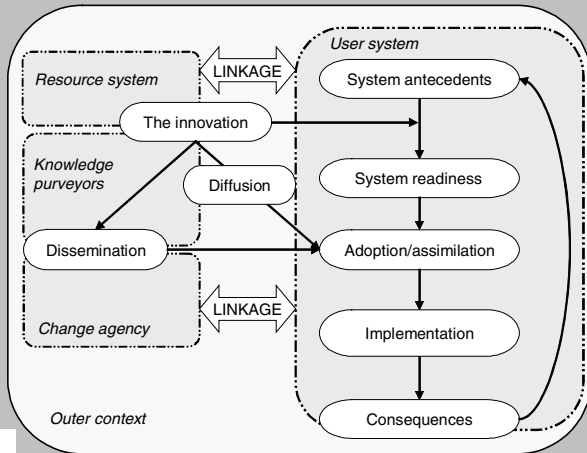 User system
Resource system
LINKAGE
System antecedents
The innovation
Knowledge
purveyors
Diffusion
System readiness
Dissemination
Adoption/assimilation
LINKAGE
Change agency
Implementation
Outer context
Consequences